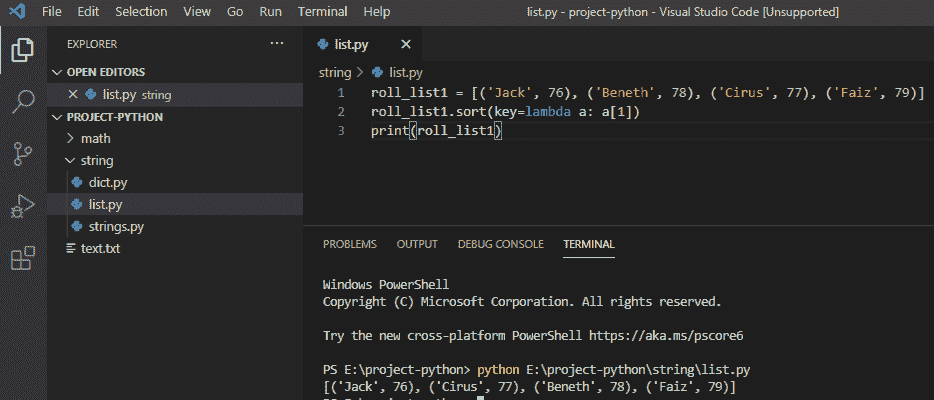 File Edit Selection View Go Run Terminal Help list.py - project-python - Visual Studio Code [Unsupported]
EXPLORER ...
OPEN EDITORS
list.py string
PROJECT-PYTHON
math
string
dict.py
list.py
strings.py
text.txt
list.py
string > list.py
1 roll_list1 = [('Jack', 76), ('Beneth', 78), ('Cirus', 77), ('Faiz', 79)]
2 roll_list1.sort(key=lambda a: a[1])
3 print(roll_list1)
PROBLEMS OUTPUT DEBUG CONSOLE TERMINAL
Windows PowerShell
Copyright (C) Microsoft Corporation. All rights reserved.
Try the new cross-platform PowerShell https://aka.ms/pscore6
PS E:\project-python> python E:\project-python\string\list.py
[('Jack', 76), ('Cirus', 77), ('Beneth', 78), ('Faiz', 79)]